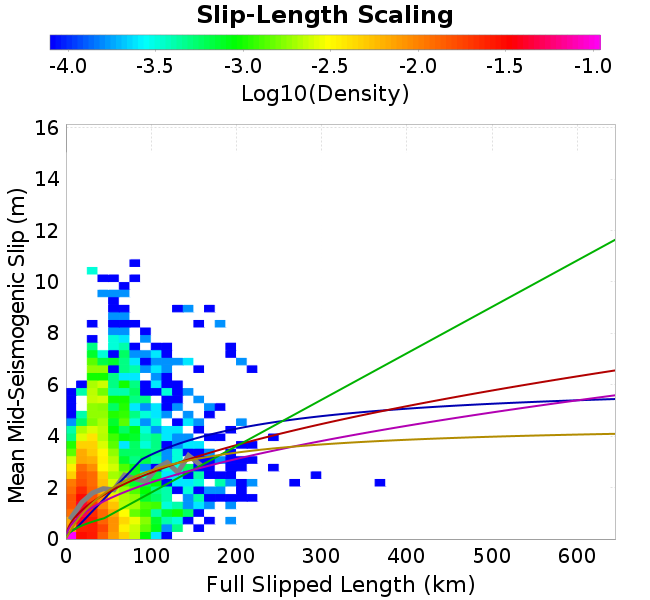 Slip-Length Scaling
-4.0 -3.5 -3.0 -2.5 -2.0 -1.5 -1.0
Log10(Density)
Mean Mid-Seismogenic Slip (m)
16
14
12
10
8
6
4
2
0
0 100 200 300 400 500 600
Full Slipped Length (km)